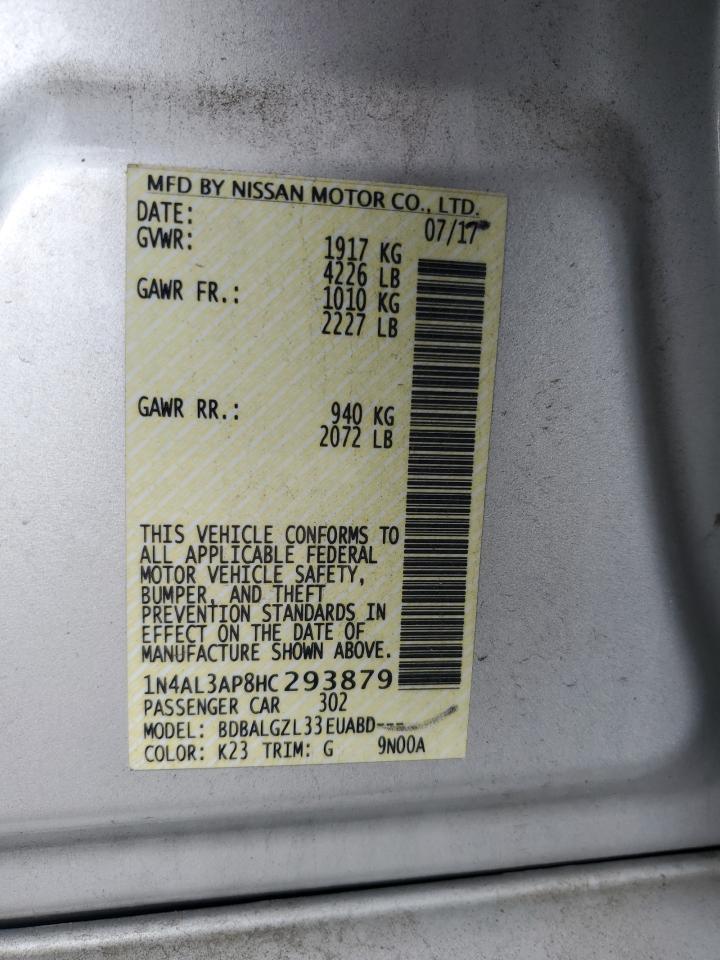 MFD BY NISSAN MOTOR CO., LTD.
DATE: 07/17
GVWR: 1917 KG
4226 LB
GAWR FR.: 1010 KG
2227 LB
GAWR RR.: 940 KG
2072 LB
THIS VEHICLE CONFORMS TO
ALL APPLICABLE FEDERAL
MOTOR VEHICLE SAFETY,
BUMPER, AND THEFT
PREVENTION STANDARDS IN
EFFECT ON THE DATE OF
MANUFACTURE SHOWN ABOVE.
1N4AL3AP8HC293879
PASSENGER CAR 302
MODEL: BDBALGZL33EUABD---
COLOR: K23 TRIM: G 9N00A